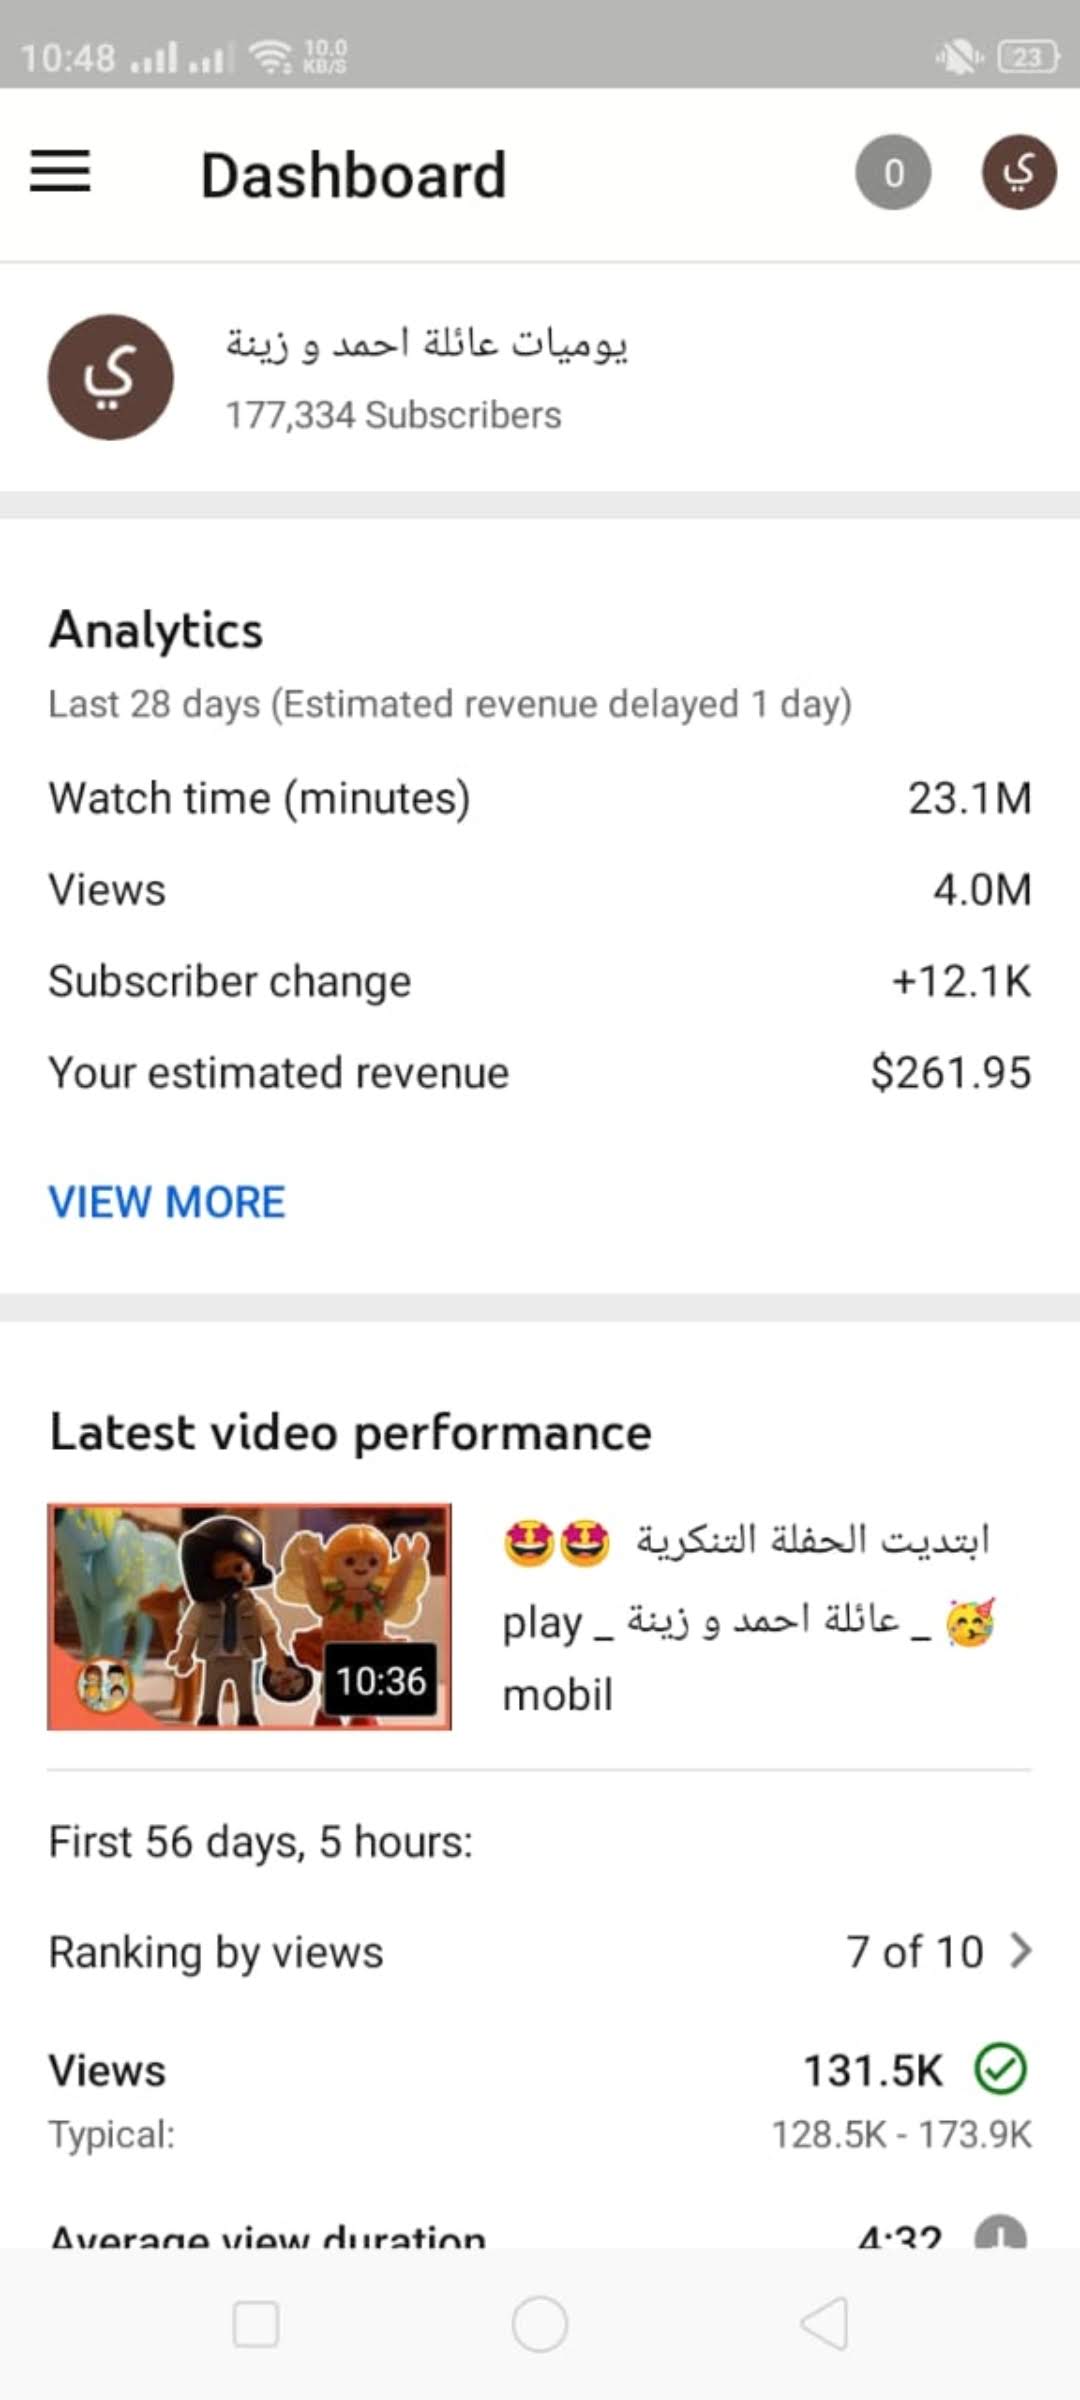 10:48
10.0
KB/S
23
Dashboard
0
ي
ي
يوميات عائلة احمد و زينة
177,334 Subscribers
Analytics
Last 28 days (Estimated revenue delayed 1 day)
Watch time (minutes) 23.1M
Views 4.0M
Subscriber change +12.1K
Your estimated revenue $261.95
VIEW MORE
Latest video performance
10:36
ابتديت الحفلة التنكرية 🤩🤩
🥳 _ عائلة احمد و زينة _ play
mobil
First 56 days, 5 hours:
Ranking by views 7 of 10
Views 131.5K
Typical: 128.5K - 173.9K
Average view duration 4:32